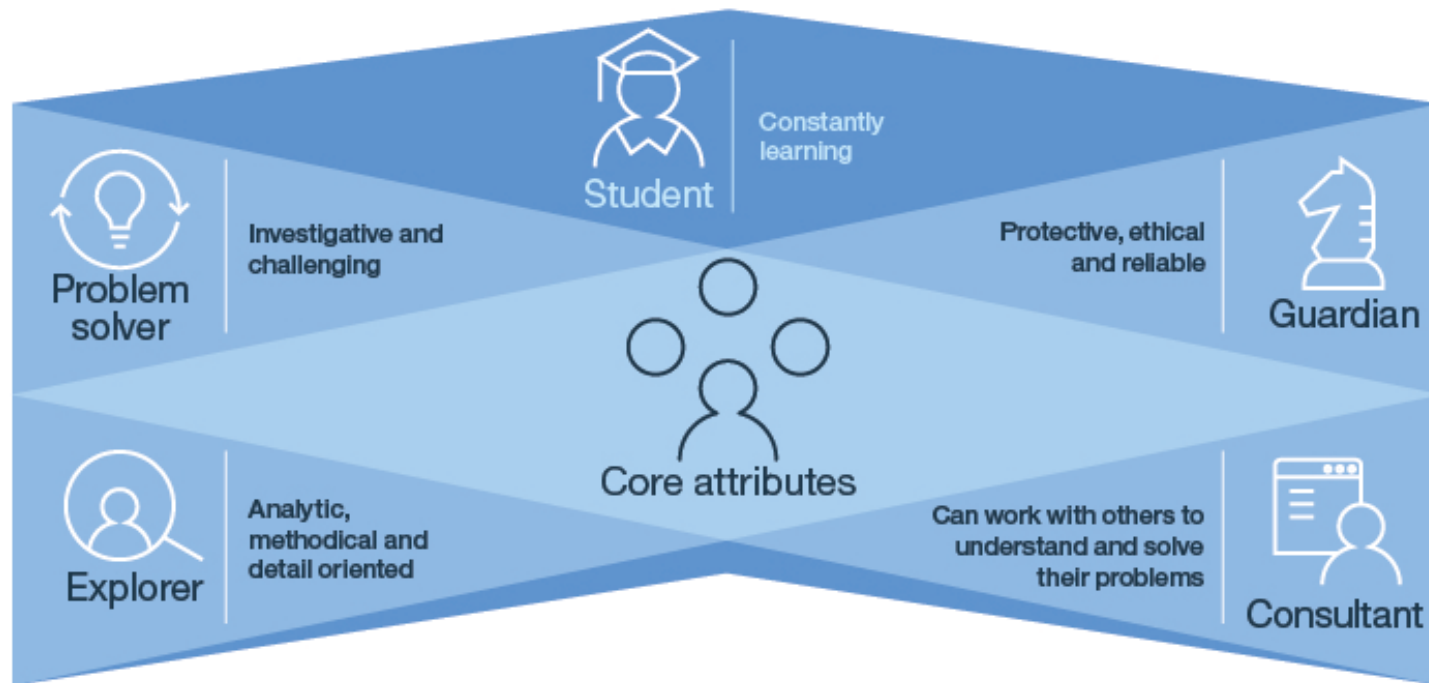 Student
Constantly
learning
Problem
solver
Investigative and
challenging
Protective, ethical
and reliable
Guardian
Core attributes
Explorer
Analytic,
methodical and
detail oriented
Can work with others to
understand and solve
their problems
Consultant